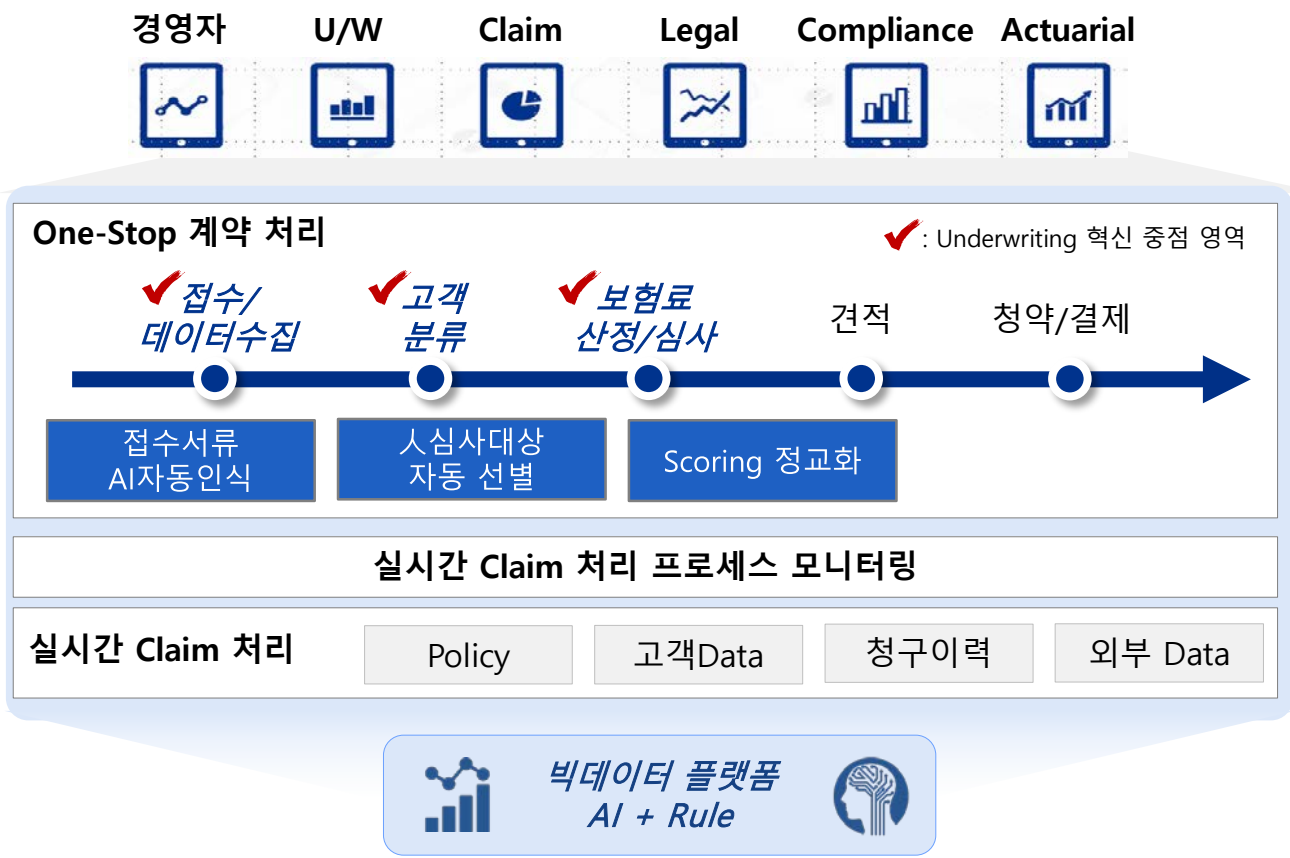 경영자 U/W Claim Legal Compliance Actuarial
One-Stop 계약 처리
: Underwriting 혁신 중점 영역
접수/
데이터수집
고객
분류
보험료
산정/심사
견적
청약/결제
접수서류
AI자동인식
人심사대상
자동 선별
Scoring 정교화
실시간 Claim 처리 프로세스 모니터링
실시간 Claim 처리
Policy
고객Data
청구이력
외부 Data
빅데이터 플랫폼
AI + Rule